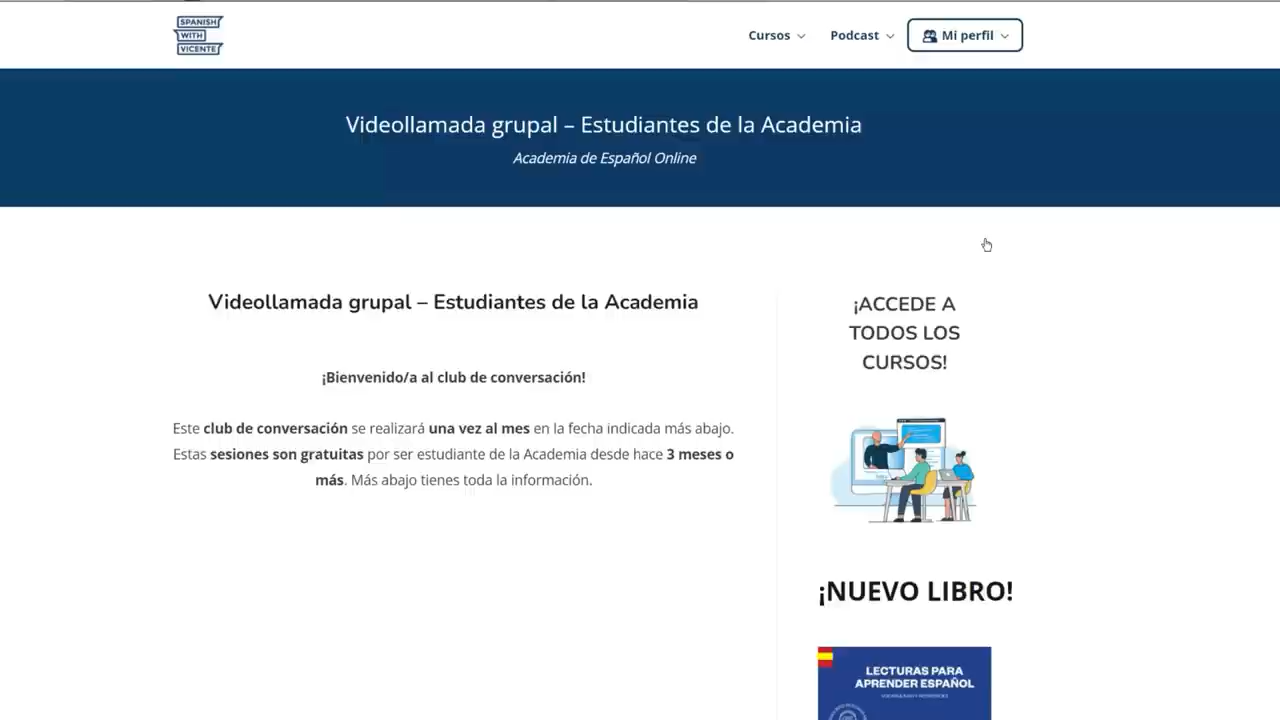 SPANISH
WITH
VICENTE
Cursos
Podcast
Mi perfil
Videollamada grupal – Estudiantes de la Academia
Academia de Español Online
Videollamada grupal – Estudiantes de la Academia
¡Bienvenido/a al club de conversación!
Este club de conversación se realizará una vez al mes en la fecha indicada más abajo.
Estas sesiones son gratuitas por ser estudiante de la Academia desde hace 3 meses o
más. Más abajo tienes toda la información.
¡ACCEDE A
TODOS LOS
CURSOS!
¡NUEVO LIBRO!
LECTURAS PARA
APRENDER ESPAÑOL